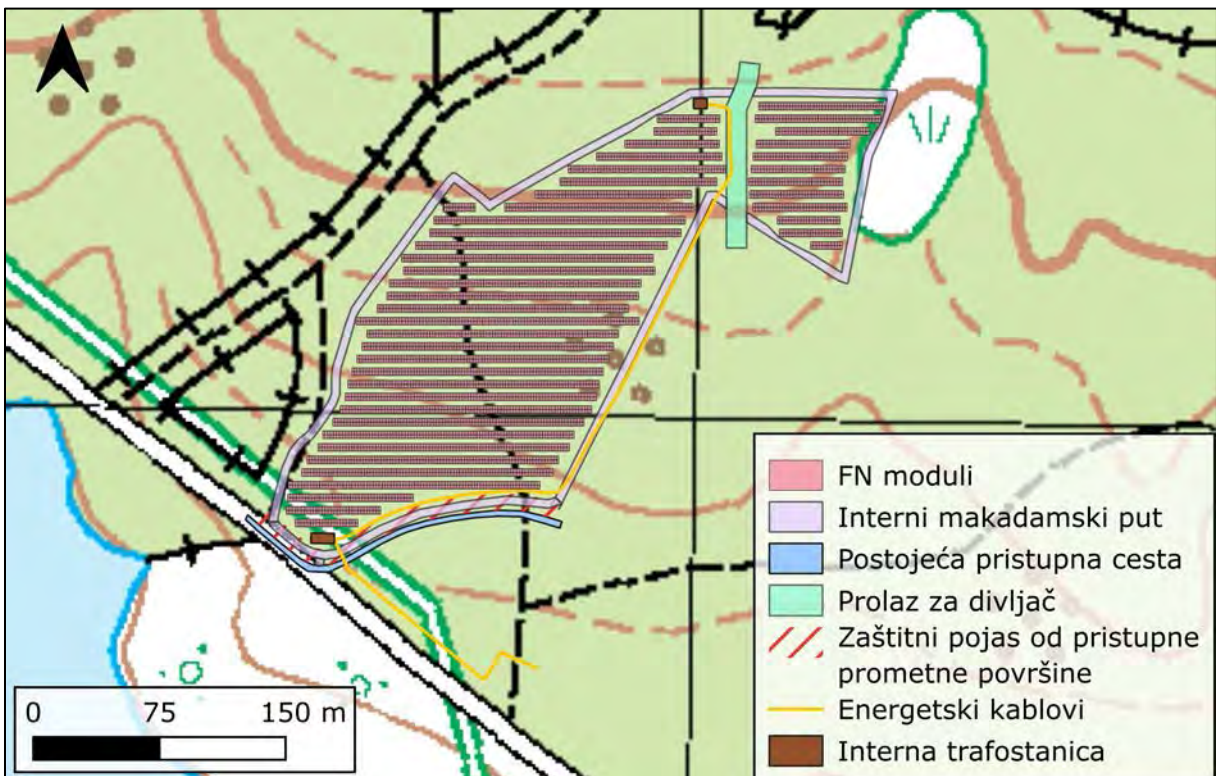 FN moduli
Interni makadamski put
Postojeća pristupna cesta
Prolaz za divljač
Zaštitni pojas od pristupne
prometne površine
Energetski kablovi
Interna trafostanica
0 75 150 m